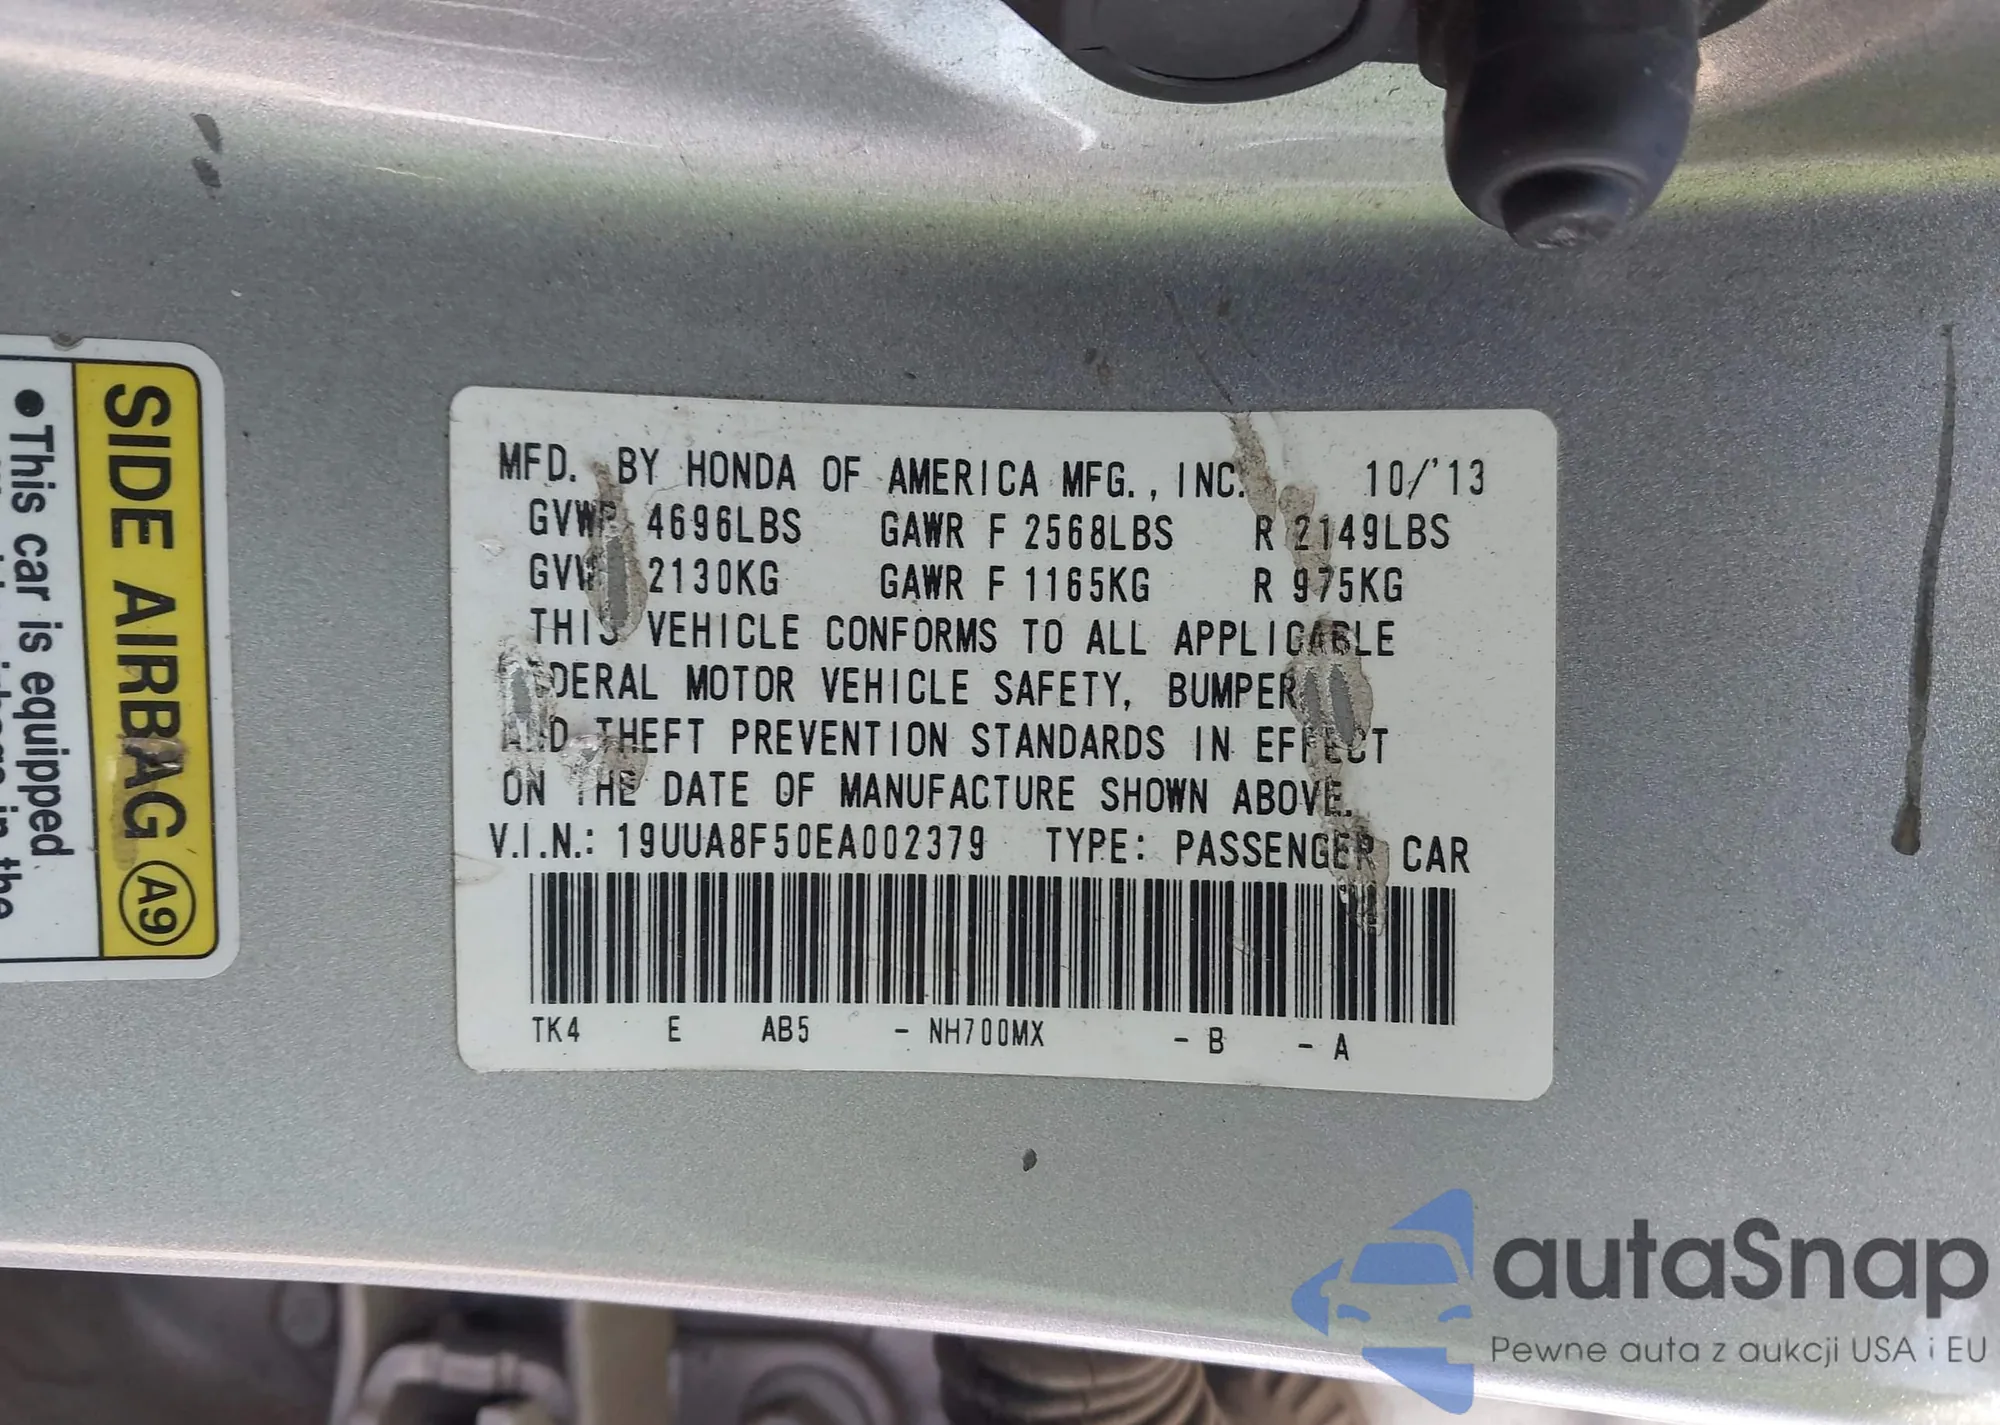 MFD. BY HONDA OF AMERICA MFG., INC. 10/'13
GVWR 4696LBS GAWR F 2568LBS R 2149LBS
GVWR 2130KG GAWR F 1165KG R 975KG
THIS VEHICLE CONFORMS TO ALL APPLICABLE
FEDERAL MOTOR VEHICLE SAFETY, BUMPER
AND THEFT PREVENTION STANDARDS IN EFFECT
ON THE DATE OF MANUFACTURE SHOWN ABOVE.
V.I.N.: 19UUA8F50EA002379 TYPE: PASSENGER CAR
TK4 E AB5 - NH700MX - B - A
SIDE AIRBAG A9
●This car is equipped
in the
autaSnap
Pewne auta z aukcji USA i EU